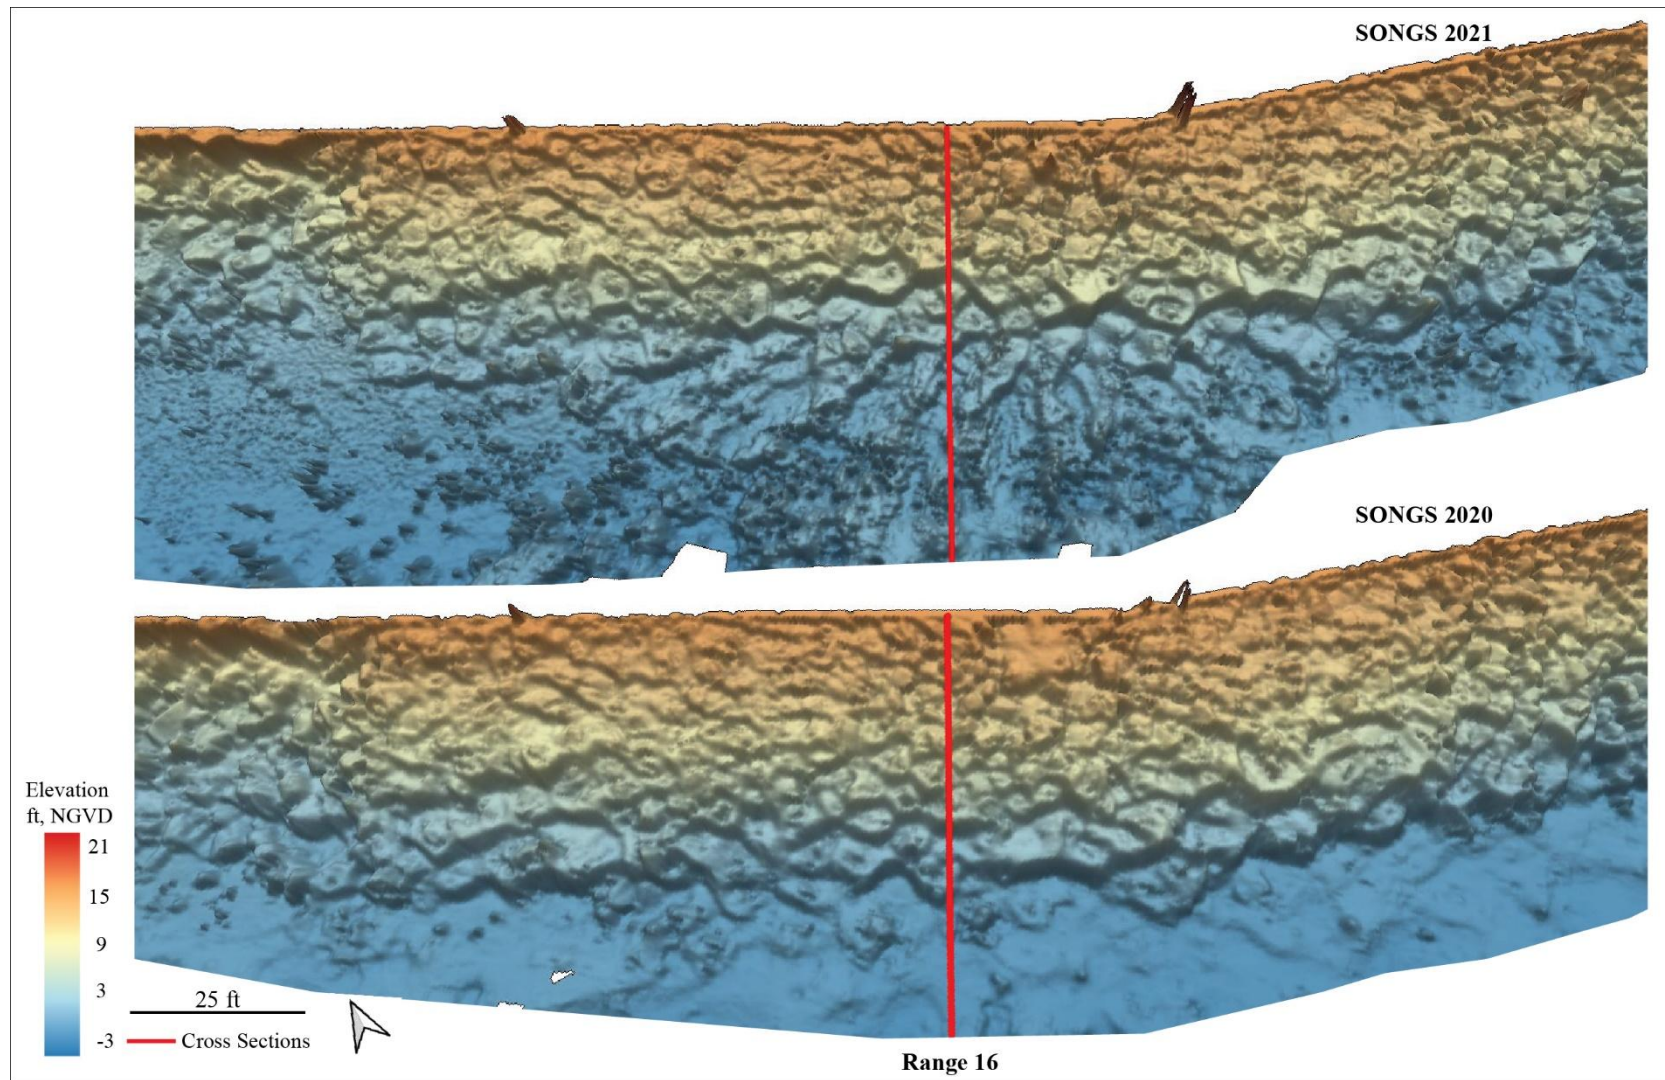 SONGS 2021
SONGS 2020
Elevation
ft, NGVD
21
15
9
3
-3
25 ft
Cross Sections
Range 16